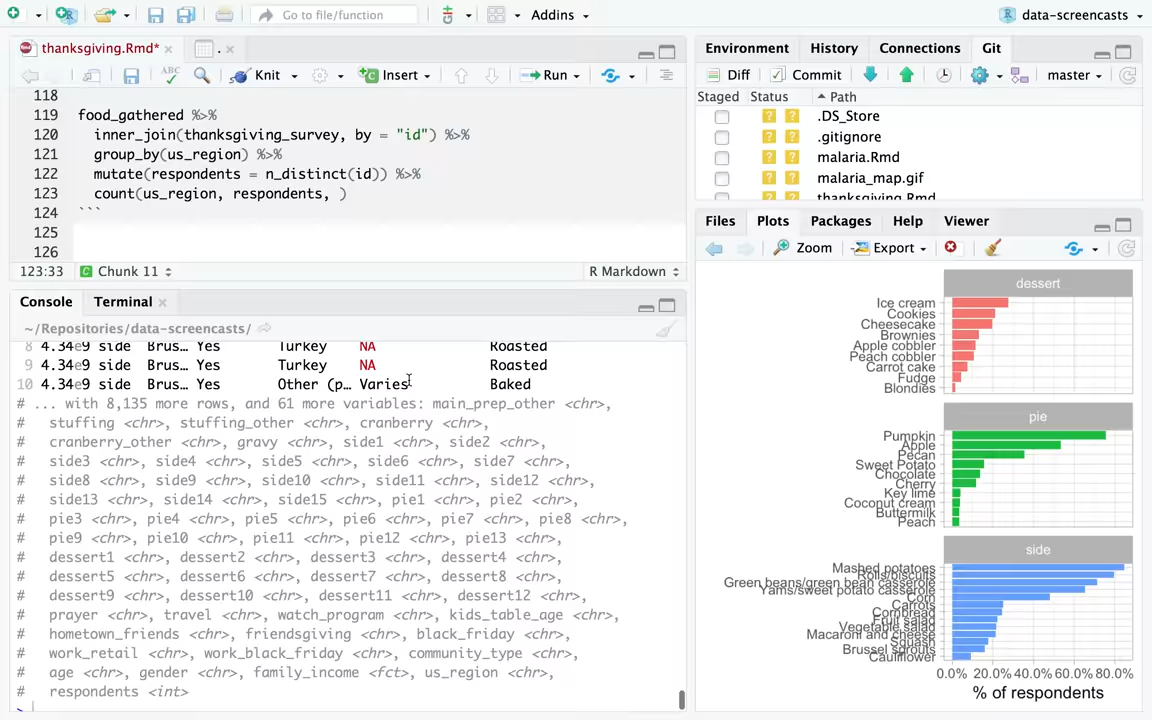 Go to file/function
Addins
data-screencasts
thanksgiving.Rmd*
.
ABC
Knit
Insert
Run
118
119 food_gathered %>%
120 inner_join(thanksgiving_survey, by = "id") %>%
121 group_by(us_region) %>%
122 mutate(respondents = n_distinct(id)) %>%
123 count(us_region, respondents, )
124 ```
125
126
123:33 Chunk 11 R Markdown
Console Terminal
~/Repositories/data-screencasts/
8 4.34e9 side Brus… Yes Turkey NA Roasted
9 4.34e9 side Brus… Yes Turkey NA Roasted
10 4.34e9 side Brus… Yes Other (p… Varies Baked
# ... with 8,135 more rows, and 61 more variables: main_prep_other <chr>,
# stuffing <chr>, stuffing_other <chr>, cranberry <chr>,
# cranberry_other <chr>, gravy <chr>, side1 <chr>, side2 <chr>,
# side3 <chr>, side4 <chr>, side5 <chr>, side6 <chr>, side7 <chr>,
# side8 <chr>, side9 <chr>, side10 <chr>, side11 <chr>, side12 <chr>,
# side13 <chr>, side14 <chr>, side15 <chr>, pie1 <chr>, pie2 <chr>,
# pie3 <chr>, pie4 <chr>, pie5 <chr>, pie6 <chr>, pie7 <chr>, pie8 <chr>,
# pie9 <chr>, pie10 <chr>, pie11 <chr>, pie12 <chr>, pie13 <chr>,
# dessert1 <chr>, dessert2 <chr>, dessert3 <chr>, dessert4 <chr>,
# dessert5 <chr>, dessert6 <chr>, dessert7 <chr>, dessert8 <chr>,
# dessert9 <chr>, dessert10 <chr>, dessert11 <chr>, dessert12 <chr>,
# prayer <chr>, travel <chr>, watch_program <chr>, kids_table_age <chr>,
# hometown_friends <chr>, friendsgiving <chr>, black_friday <chr>,
# work_retail <chr>, work_black_friday <chr>, community_type <chr>,
# age <chr>, gender <chr>, family_income <fct>, us_region <chr>,
# respondents <int>
>
Environment History Connections Git
Diff Commit master
Staged Status Path
.DS_Store
.gitignore
malaria.Rmd
malaria_map.gif
thanksgiving.Rmd
Files Plots Packages Help Viewer
Zoom Export
dessert
Ice cream
Cookies
Cheesecake
Brownies
Apple cobbler
Peach cobbler
Carrot cake
Fudge
Blondies
pie
Pumpkin
Apple
Pecan
Sweet Potato
Chocolate
Cherry
Key lime
Coconut cream
Buttermilk
Peach
side
Mashed potatoes
Rolls/biscuits
Green beans/green bean casserole
Yams/sweet potato casserole
Corn
Carrots
Cornbread
Fruit salad
Vegetable salad
Macaroni and cheese
Squash
Brussel sprouts
Cauliflower
0.0% 20.0% 40.0% 60.0% 80.0%
% of respondents